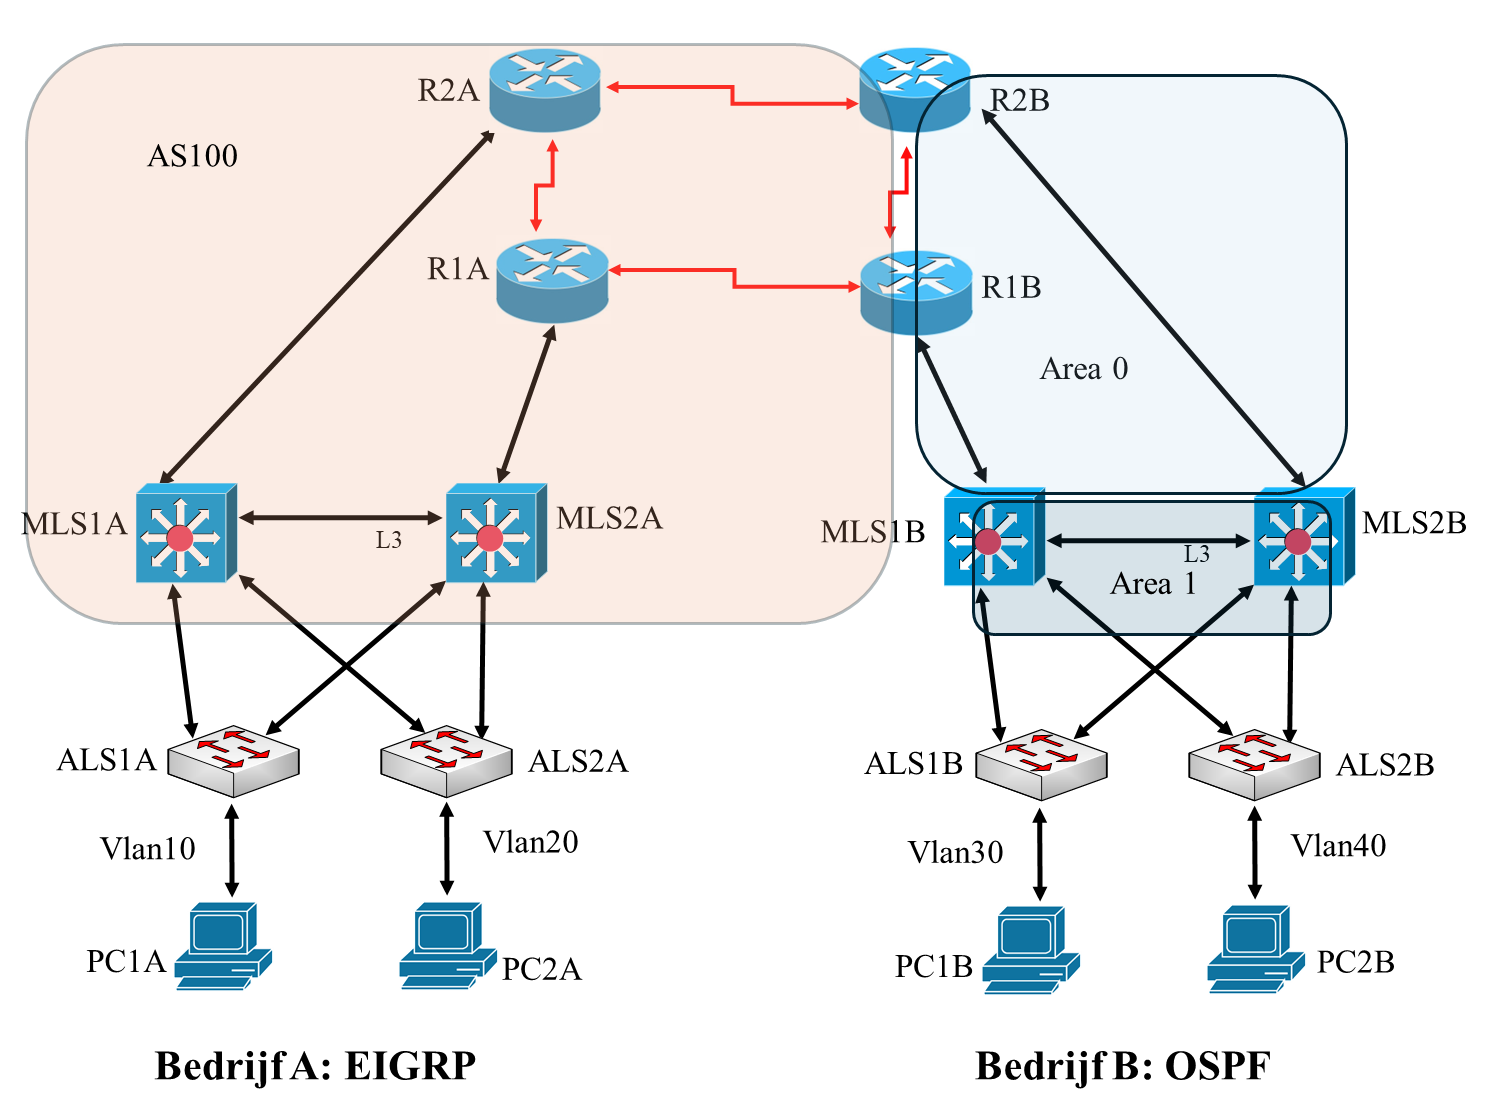 R2A
R2B
AS100
R1A
R1B
Area 0
MLS1A
L3
MLS2A
MLS1B
L3
MLS2B
Area 1
ALS1A
ALS2A
ALS1B
ALS2B
Vlan10
Vlan20
Vlan30
Vlan40
PC1A
PC2A
PC1B
PC2B
Bedrijf A: EIGRP
Bedrijf B: OSPF